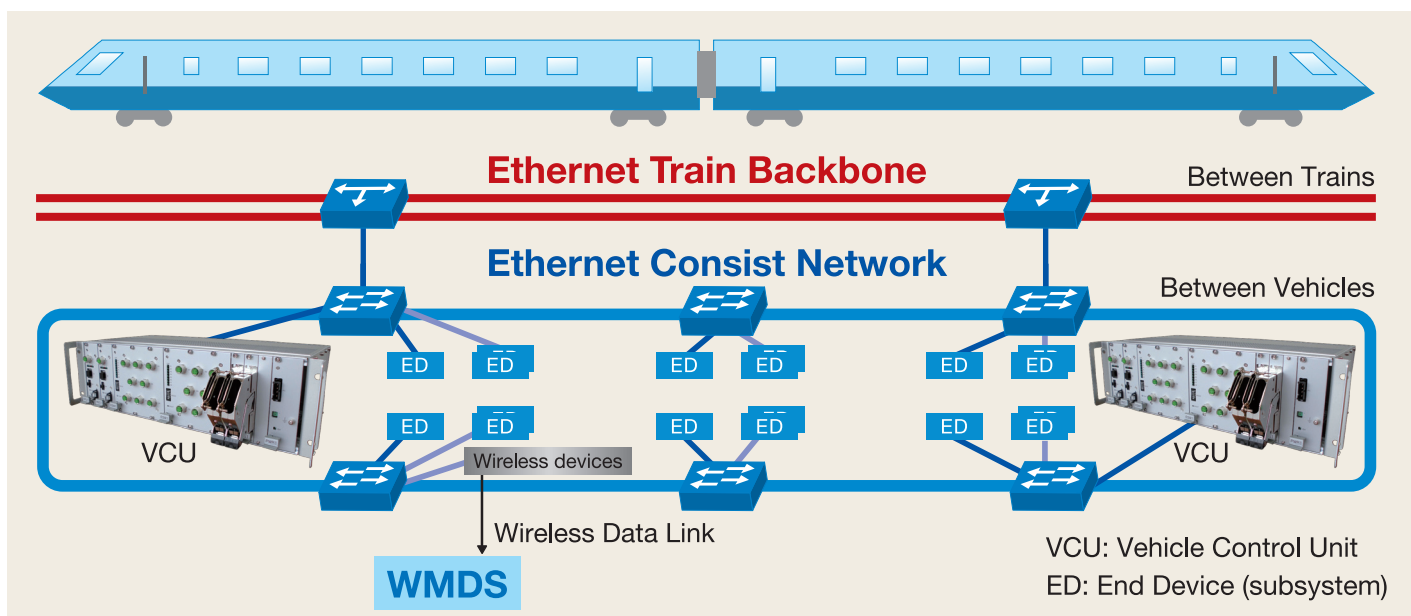 Ethernet Train Backbone
Between Trains
Ethernet Consist Network
Between Vehicles
ED
ED
ED
ED
ED
ED
ED
ED
ED
ED
ED
ED
VCU
Wireless devices
VCU
Wireless Data Link
WMDS
VCU: Vehicle Control Unit
ED: End Device (subsystem)